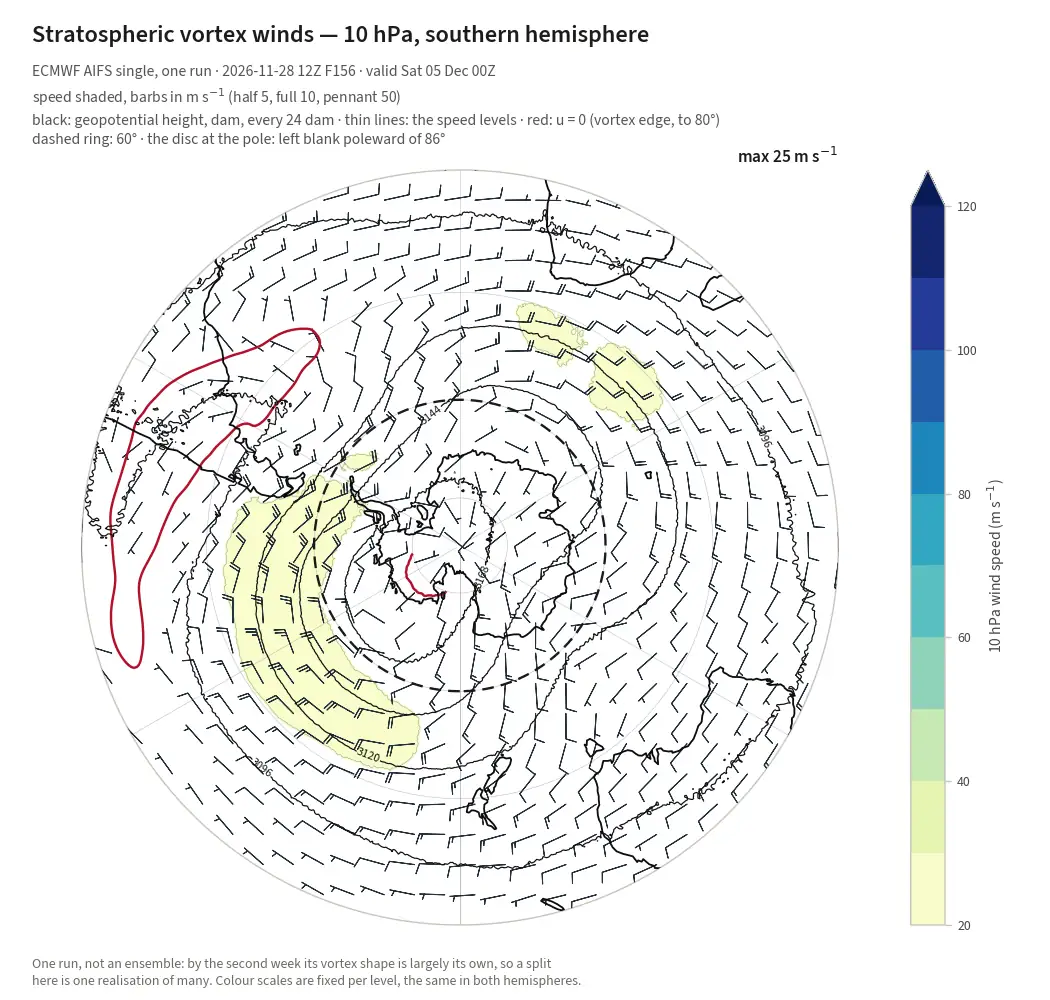 Stratospheric vortex winds — 10 hPa, southern hemisphere
ECMWF AIFS single, one run · 2026-11-28 12Z F156 · valid Sat 05 Dec 00Z
speed shaded, barbs in m s⁻¹ (half 5, full 10, pennant 50)
black: geopotential height, dam, every 24 dam · thin lines: the speed levels · red: u = 0 (vortex edge, to 80°)
dashed ring: 60° · the disc at the pole: left blank poleward of 86°
max 25 m s⁻¹
120
100
80
60
40
20
10 hPa wind speed (m s⁻¹)
3144
3096
3168
3120
3096
One run, not an ensemble: by the second week its vortex shape is largely its own, so a split
here is one realisation of many. Colour scales are fixed per level, the same in both hemispheres.